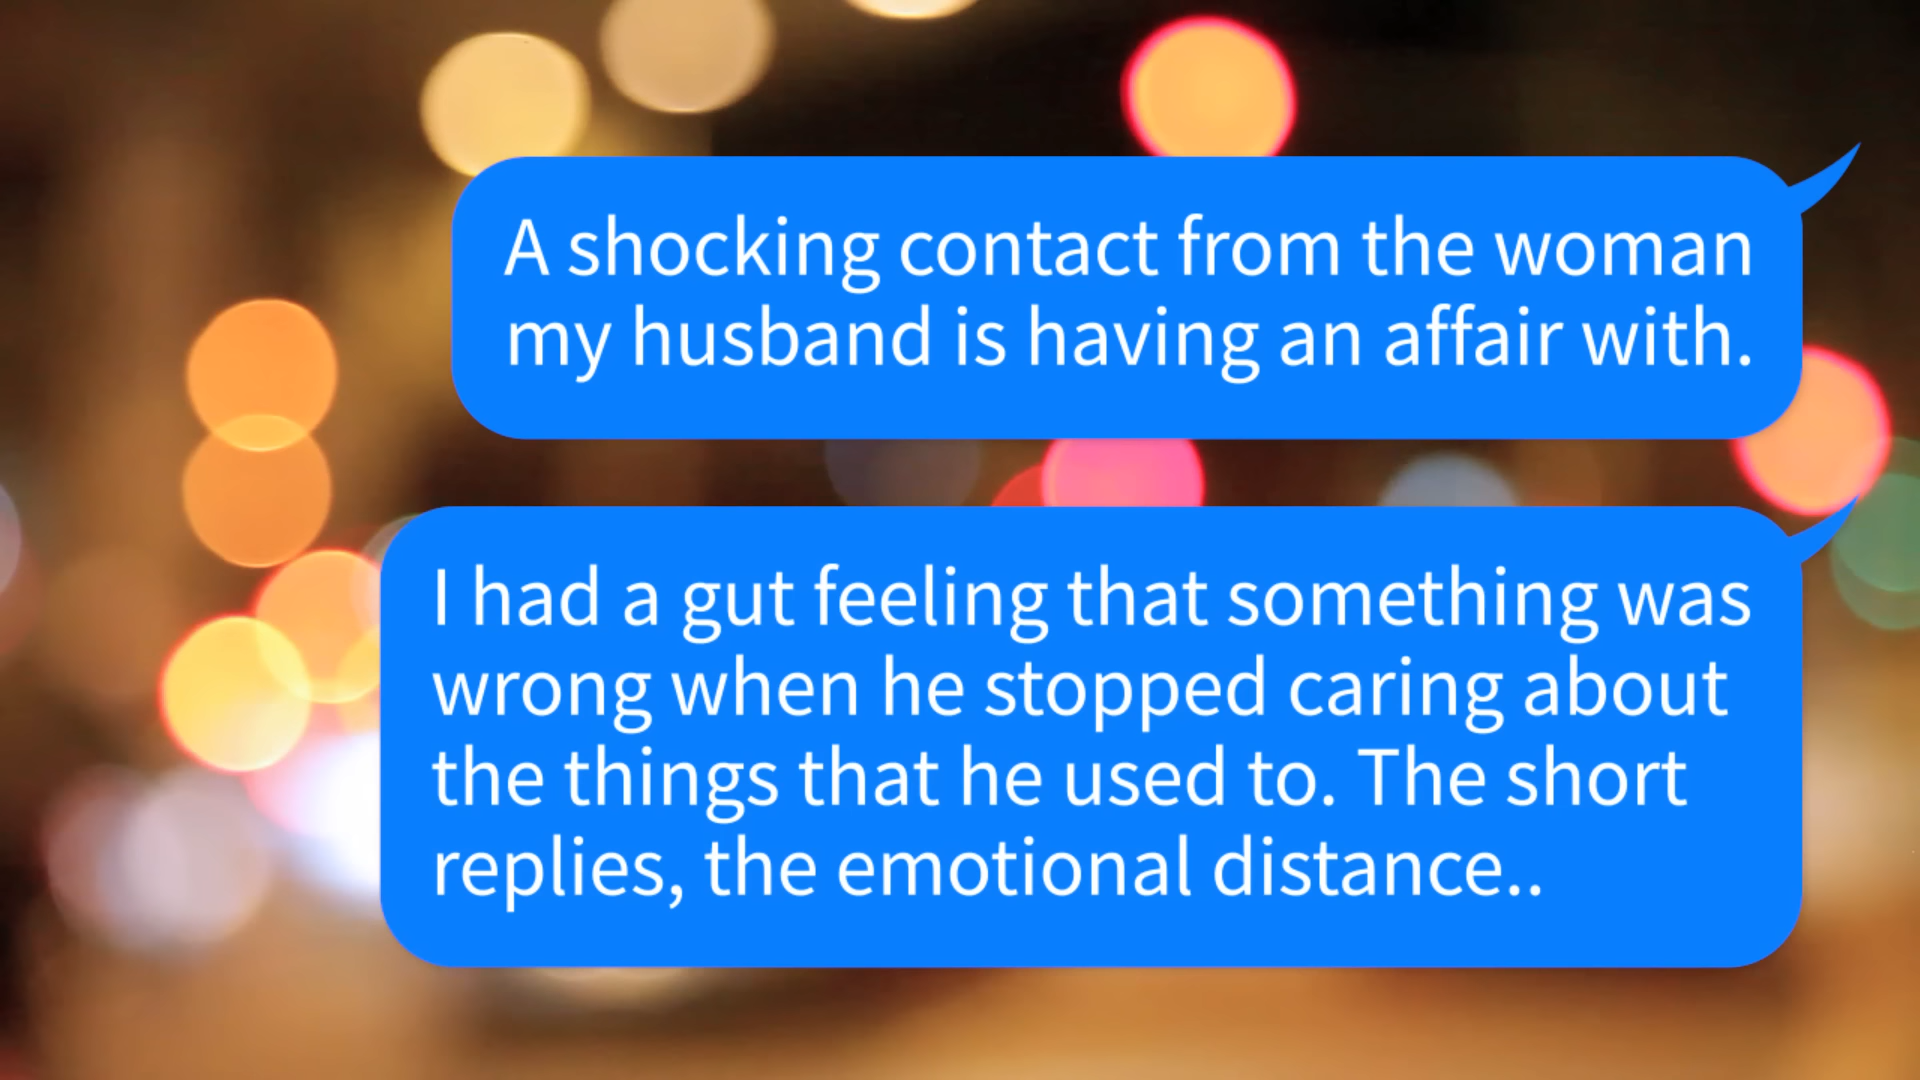 A shocking contact from the woman
my husband is having an affair with.
I had a gut feeling that something was
wrong when he stopped caring about
the things that he used to. The short
replies, the emotional distance..